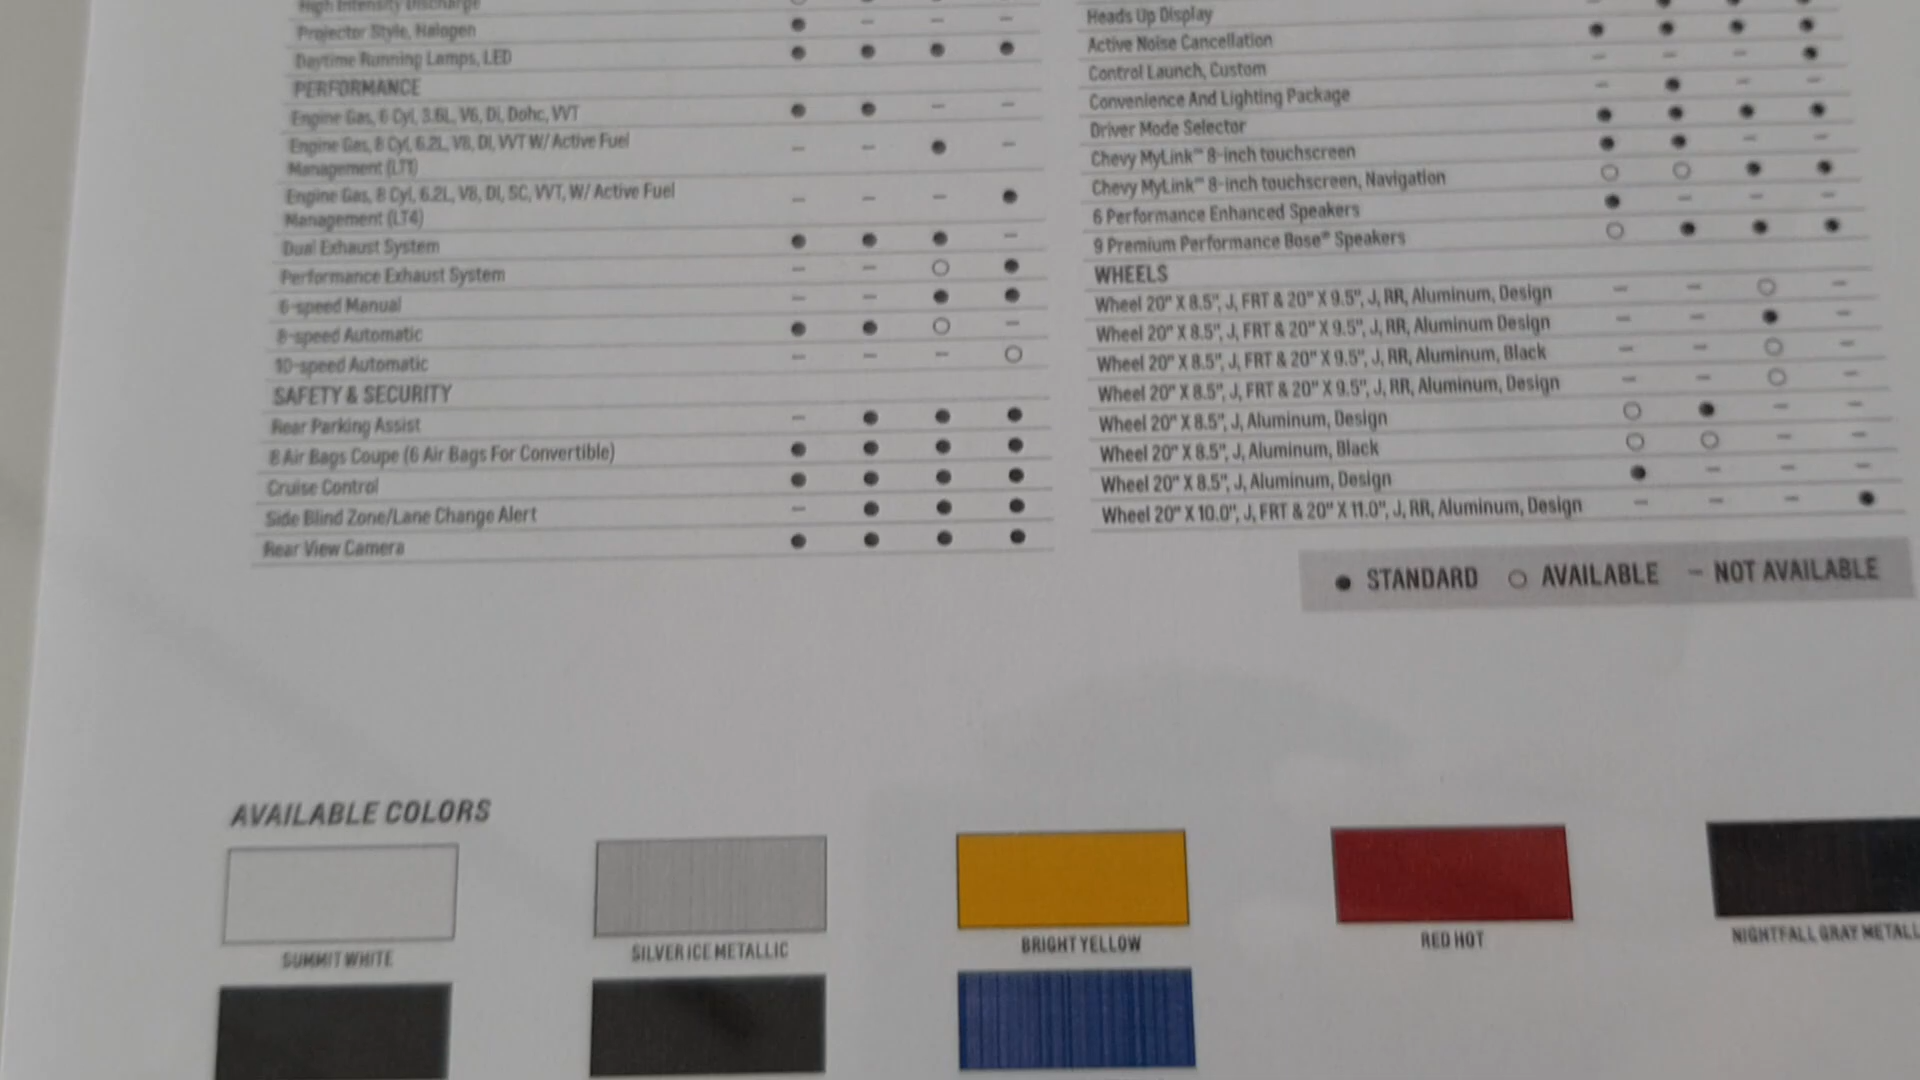 High Intensity Discharge
Projector Style, Halogen
Daytime Running Lamps, LED
PERFORMANCE
Engine Gas, 6 Cyl, 3.6L, V6, DI, Dohc, VVT
Engine Gas, 8 Cyl, 6.2L, V8, DI, VVT W/ Active Fuel
Management (LT1)
Engine Gas, 8 Cyl, 6.2L, V8, DI, SC, VVT, W/ Active Fuel
Management (LT4)
Dual Exhaust System
Performance Exhaust System
6-speed Manual
8-speed Automatic
10-speed Automatic
SAFETY & SECURITY
Rear Parking Assist
8 Air Bags Coupe (6 Air Bags For Convertible)
Cruise Control
Side Blind Zone/Lane Change Alert
Rear View Camera
Heads Up Display
Active Noise Cancellation
Control Launch, Custom
Convenience And Lighting Package
Driver Mode Selector
Chevy MyLink™ 8-inch touchscreen
Chevy MyLink™ 8-inch touchscreen, Navigation
6 Performance Enhanced Speakers
9 Premium Performance Bose® Speakers
WHEELS
Wheel 20" X 8.5", J, FRT & 20" X 9.5", J, RR, Aluminum, Design
Wheel 20" X 8.5", J, FRT & 20" X 9.5", J, RR, Aluminum Design
Wheel 20" X 8.5", J, FRT & 20" X 9.5", J, RR, Aluminum, Black
Wheel 20" X 8.5", J, FRT & 20" X 9.5", J, RR, Aluminum, Design
Wheel 20" X 8.5", J, Aluminum, Design
Wheel 20" X 8.5", J, Aluminum, Black
Wheel 20" X 8.5", J, Aluminum, Design
Wheel 20" X 10.0", J, FRT & 20" X 11.0", J, RR, Aluminum, Design
● STANDARD ○ AVAILABLE – NOT AVAILABLE
AVAILABLE COLORS
SUMMIT WHITE
SILVER ICE METALLIC
BRIGHT YELLOW
RED HOT
NIGHTFALL GRAY METALL